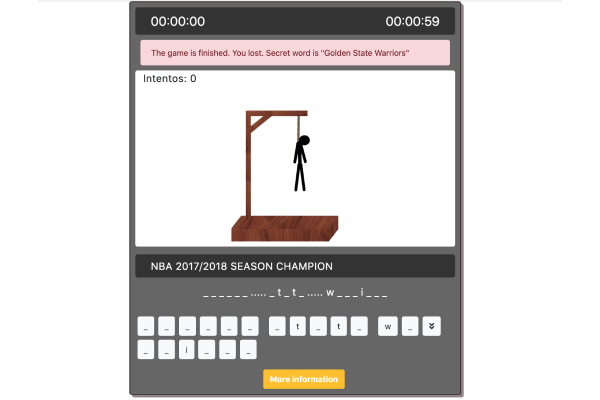 00:00:00 00:00:59
The game is finished. You lost. Secret word is "Golden State Warriors"
Intentos: 0
NBA 2017/2018 SEASON CHAMPION
_ _ _ _ _ _ ..... _ t _ t _ ..... w _ _ _ i _ _ _
_ _ _ _ _ _ _ t _ t _ w _
_ _ i _ _ _
More information